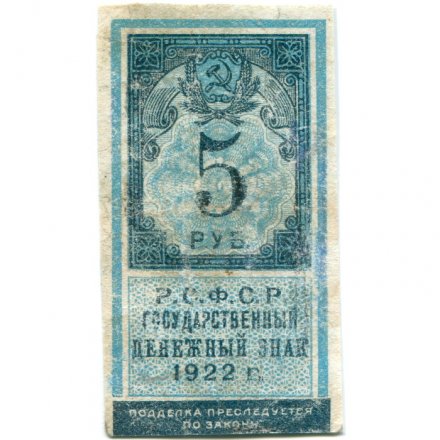 5
РУБ.
Р.С.Ф.С.Р.
ГОСУДАРСТВЕННЫЙ
ДЕНЕЖНЫЙ ЗНАК
1922 г.
ПОДДЕЛКА ПРЕСЛЕДУЕТСЯ
ПО ЗАКОНУ